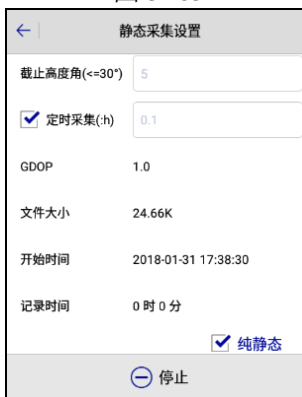 静态采集设置
截止高度角(<=30°) 5
定时采集(:h) 0.1
GDOP 1.0
文件大小 24.66K
开始时间 2018-01-31 17:38:30
记录时间 0 时 0 分
纯静态
停止